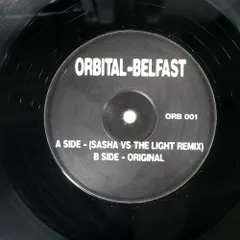 ORBITAL-BELFAST
ORB 001
A SIDE - (SASHA VS THE LIGHT REMIX)
B SIDE - ORIGINAL